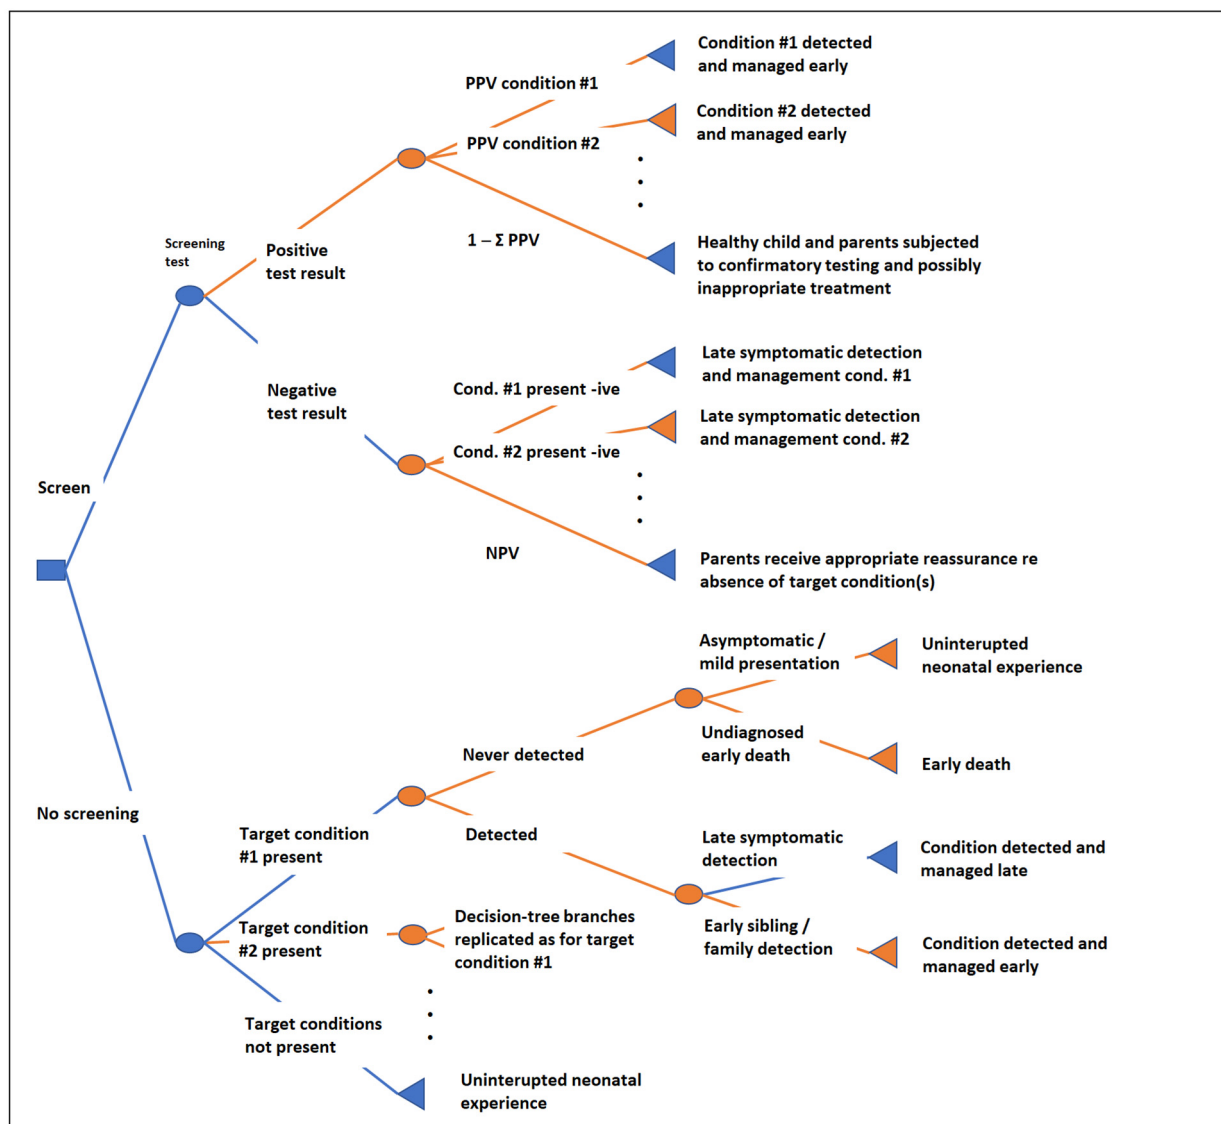 Condition #1 detected
and managed early
PPV condition #1
Condition #2 detected
and managed early
PPV condition #2
Screening
test
Positive
test result
1 – Σ PPV
Healthy child and parents subjected
to confirmatory testing and possibly
inappropriate treatment
Negative
test result
Cond. #1 present -ive
Late symptomatic detection
and management cond. #1
Cond. #2 present -ive
Late symptomatic detection
and management cond. #2
Screen
NPV
Parents receive appropriate reassurance re
absence of target condition(s)
Asymptomatic /
mild presentation
Uninterupted
neonatal experience
Never detected
Undiagnosed
early death
Early death
No screening
Target condition
#1 present
Detected
Late symptomatic
detection
Condition detected and
managed late
Target condition
#2 present
Decision-tree branches
replicated as for target
condition #1
Early sibling /
family detection
Condition detected and
managed early
Target conditions
not present
Uninterupted neonatal
experience